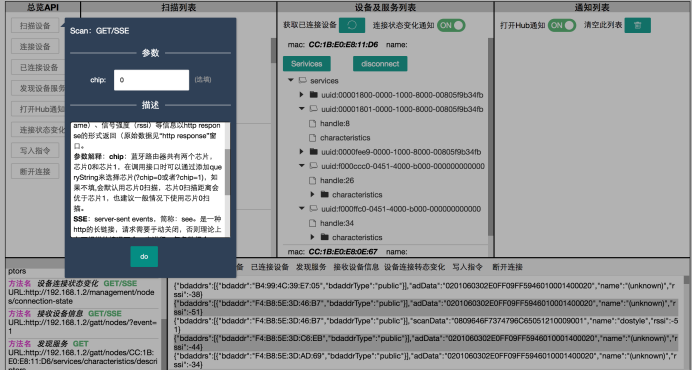 总览API
扫描列表
设备及服务列表
通知列表
扫描设备
连接设备
已连接设备
发现设备服务
打开Hub通知
连接状态变化
写入指令
断开连接
Scan：GET/SSE
参数
chip:
0
(选填)
描述
ame）、信号强度（rssi）等信息以http respon
se的形式返回（原始数据见“http response”窗
口。
参数解释：chip：蓝牙路由器共有两个芯片，
芯片0和芯片1，在调用接口时可以通过添加que
ryString来选择芯片(?chip=0或者?chip=1)，如
果不填,会默认用芯片0扫描，芯片0扫描距离会
优于芯片1，也建议一般情况下使用芯片0扫
描。
SSE：server-sent events，简称：see。是一种
http的长链接，请求需要手动关闭，否则理论上
do
获取已连接设备
连接状态变化通知
ON
mac: CC:1B:E0:E8:11:D6 name:
Services
disconnect
services
uuid:00001800-0000-1000-8000-00805f9b34fb
uuid:00001801-0000-1000-8000-00805f9b34fb
handle:8
characteristics
uuid:0000fee9-0000-1000-8000-00805f9b34fb
uuid:f000ccc0-0451-4000-b000-000000000000
handle:26
characteristics
uuid:f000ffc0-0451-4000-b000-000000000000
handle:34
characteristics
mac: CC:1B:E0:E8:0E:67 name:
打开Hub通知
ON
清空此列表
ptors
方法名 设备连接状态变化 GET/SSE
URL:http://192.168.1.2/management/node
s/connection-state
方法名 接收设备信息 GET/SSE
URL:http://192.168.1.2/gatt/nodes/?event=
1
方法名 发现服务 GET
URL:http://192.168.1.2/gatt/nodes/CC:1B:
E0:E8:11:D6/services/characteristics/descri
ptors
备 已连接设备 发现服务 接收设备信息 设备连接转态变化 写入指令 断开连接
{"bdaddrs":[{"bdaddr":"B4:99:4C:39:E7:05","bdaddrType":"public"}],"adData":"0201060302E0FF09FF5946010001400020","name":"(unknown)","r
ssi":-38}
{"bdaddrs":[{"bdaddr":"F4:B8:5E:3D:46:B7","bdaddrType":"public"}],"adData":"0201060302E0FF09FF5946010001400020","name":"(unknown)","r
ssi":-51}
{"bdaddrs":[{"bdaddr":"F4:B8:5E:3D:46:B7","bdaddrType":"public"}],"scanData":"0809646F7374796C65051210009001","name":"dostyle","rssi":-5
1}
{"bdaddrs":[{"bdaddr":"F4:B8:5E:3D:C6:EB","bdaddrType":"public"}],"adData":"0201060302E0FF09FF5946010001400020","name":"(unknown)","r
ssi":-44}
{"bdaddrs":[{"bdaddr":"F4:B8:5E:3D:AD:69","bdaddrType":"public"}],"adData":"0201060302E0FF09FF5946010001400020","name":"(unknown)","r
ssi":-34}